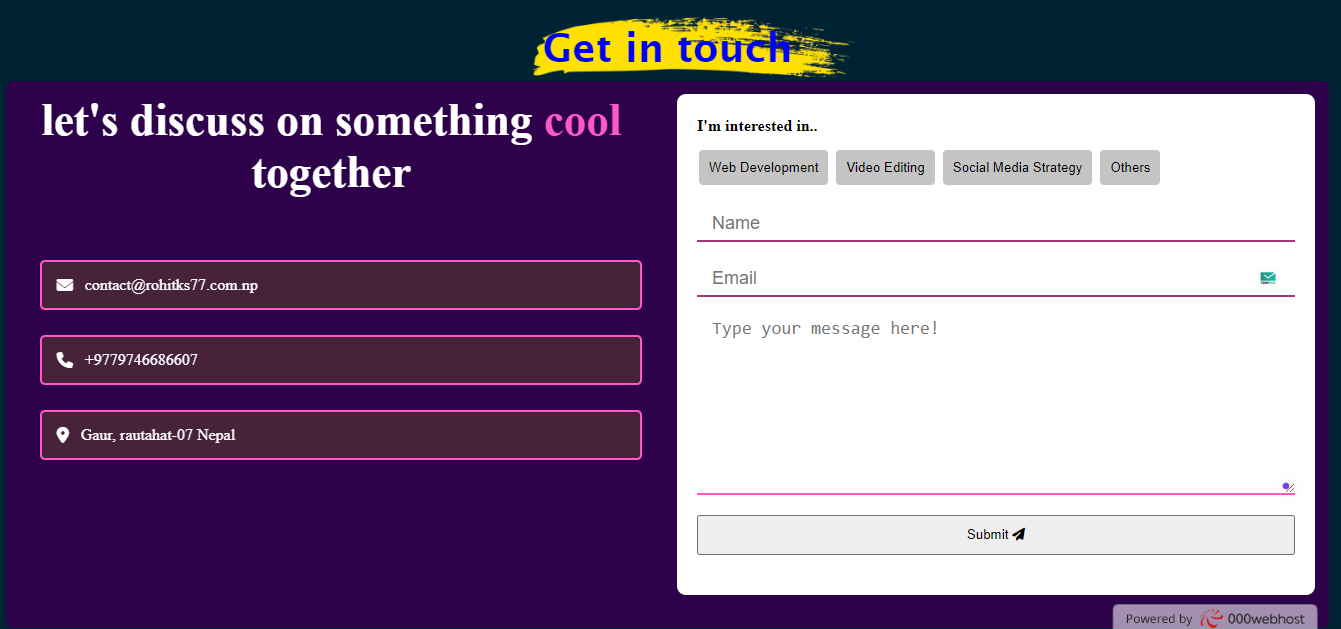 Get in touch
let's discuss on something cool
together
contact@rohitks77.com.np
+9779746686607
Gaur, rautahat-07 Nepal
I'm interested in..
Web Development Video Editing Social Media Strategy Others
Name
Email
Type your message here!
Submit
Powered by 000webhost